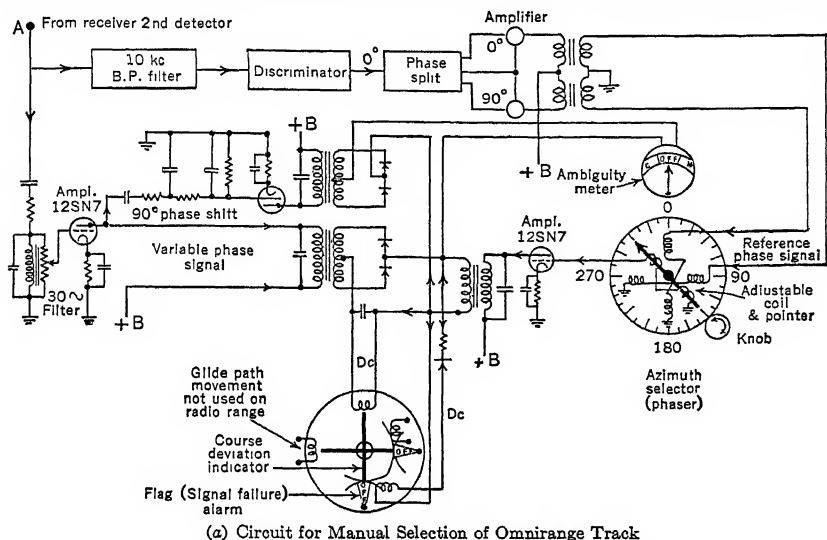 A
From receiver 2nd detector
10 kc
B.P. filter
Discriminator
0°
Phase
split
Amplifier
0°
90°
+B
+B
Ambiguity
meter
OFF
0
Ampl.
12SN7
90° phase shift
Variable phase
signal
30~
Filter
+B
Ampl.
12SN7
+B
270
90
180
Reference
phase signal
Adjustable
coil
& pointer
Knob
Azimuth
selector
(phaser)
Dc
Dc
Glide path
movement
not used on
radio range
Course
deviation
indicator
Flag (Signal failure)
alarm
OFF
OFF
(a) Circuit for Manual Selection of Omnirange Track